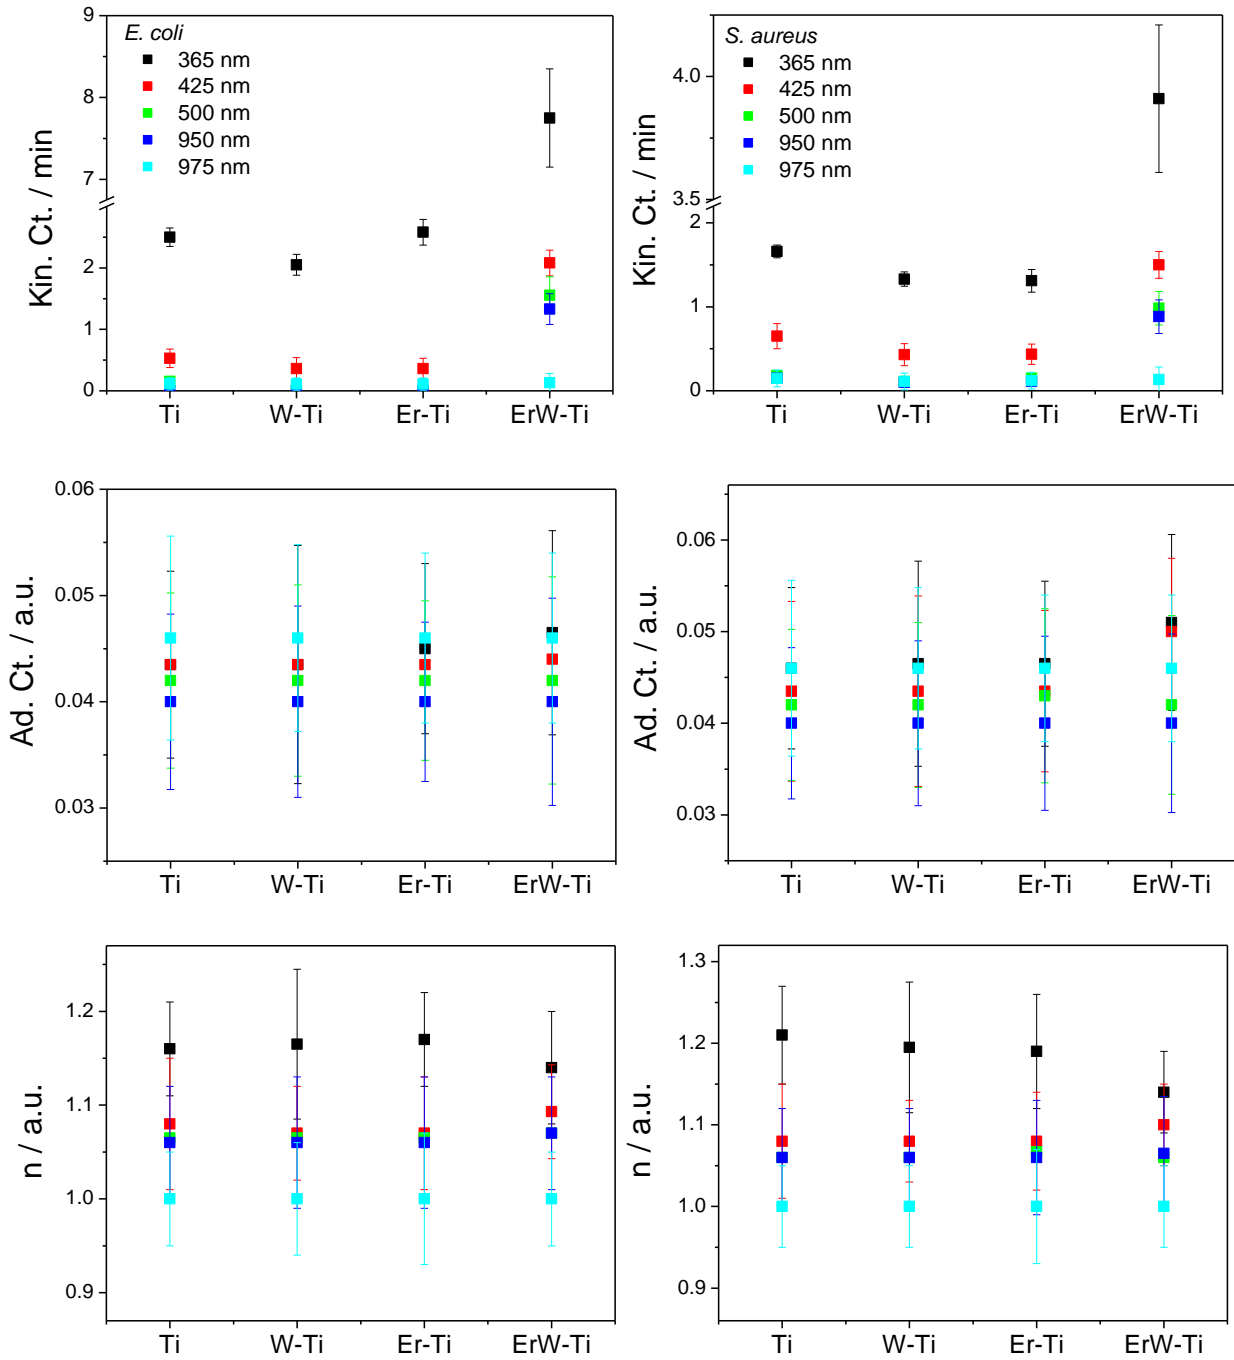 E. coli
365 nm
425 nm
500 nm
950 nm
975 nm
Kin. Ct. / min
9
8
7
2
1
0
Ti
W-Ti
Er-Ti
ErW-Ti
S. aureus
365 nm
425 nm
500 nm
950 nm
975 nm
Kin. Ct. / min
4.0
3.5
2
1
0
Ti
W-Ti
Er-Ti
ErW-Ti
Ad. Ct. / a.u.
0.06
0.05
0.04
0.03
Ti
W-Ti
Er-Ti
ErW-Ti
Ad. Ct. / a.u.
0.06
0.05
0.04
0.03
Ti
W-Ti
Er-Ti
ErW-Ti
n / a.u.
1.2
1.1
1.0
0.9
Ti
W-Ti
Er-Ti
ErW-Ti
n / a.u.
1.3
1.2
1.1
1.0
0.9
Ti
W-Ti
Er-Ti
ErW-Ti